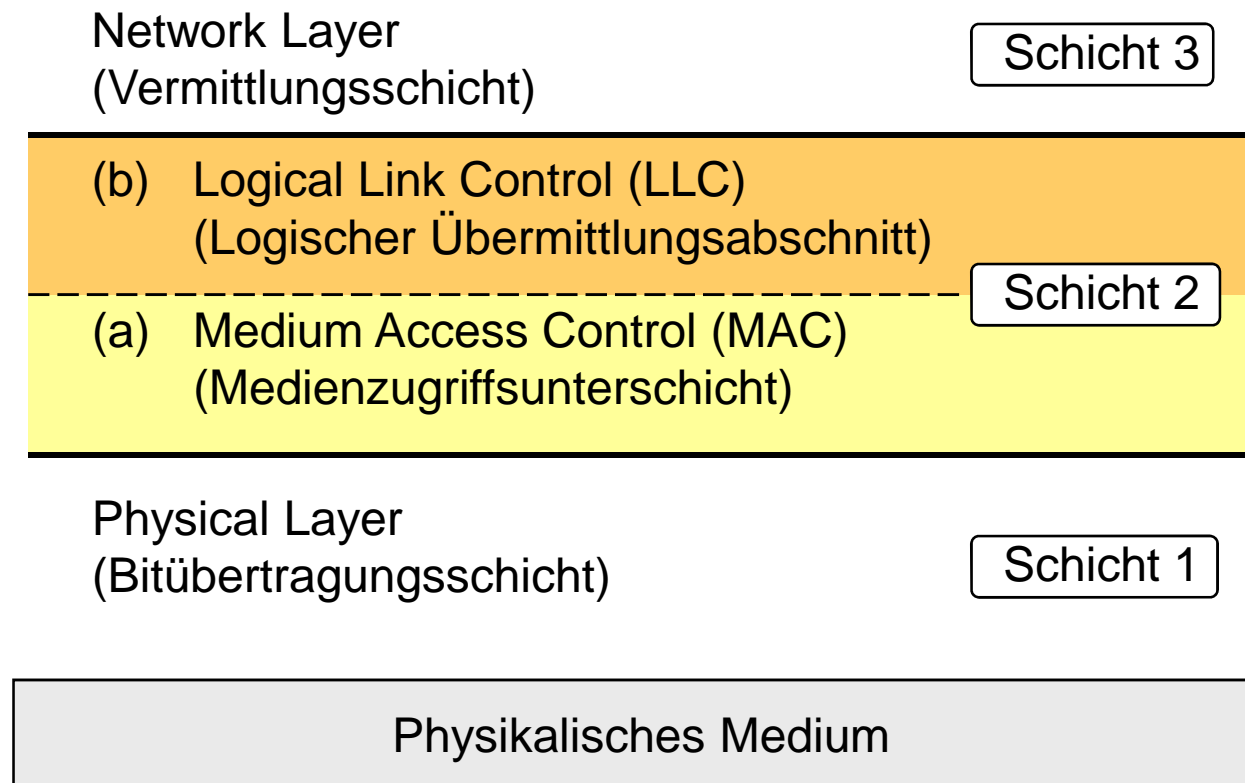 Network Layer
(Vermittlungsschicht)
Schicht 3
(b) Logical Link Control (LLC)
(Logischer Übermittlungsabschnitt)
Schicht 2
(a) Medium Access Control (MAC)
(Medienzugriffsunterschicht)
Physical Layer
(Bitübertragungsschicht)
Schicht 1
Physikalisches Medium